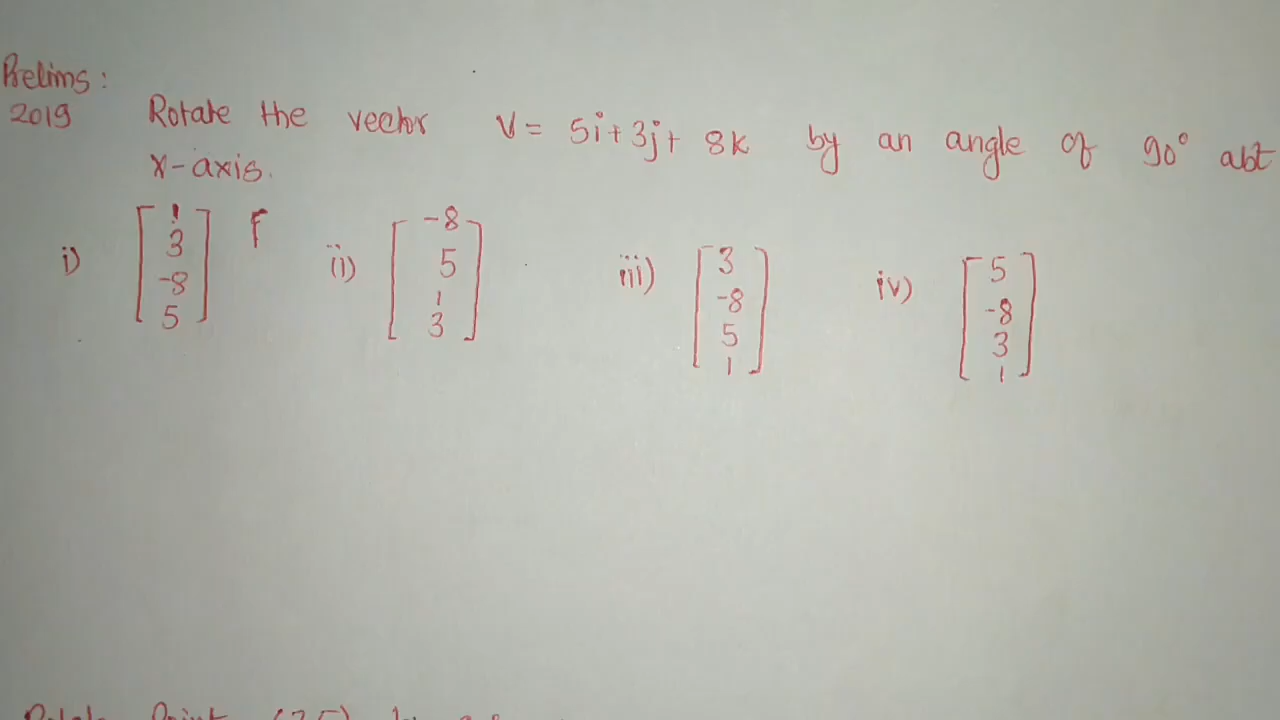 Prelims:
2019 Rotate the vector V = 5i + 3j + 8k by an angle of 90° abt
x-axis.
i) [1 3 -8 5] ii) [-8 5 1 3] iii) [3 -8 5 1] iv) [5 -8 3 1]
Point